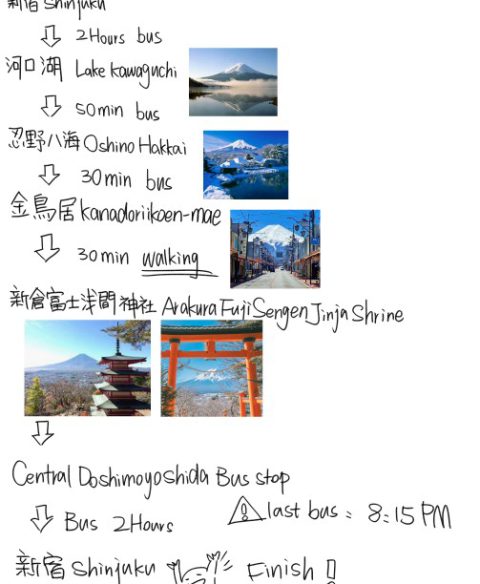 新宿 Shinjuku
2Hours bus
河口湖 Lake Kawaguchi
50min bus
忍野八海 Oshino Hakkai
30min bus
金鳥居 kanadoriikoen-mae
30min walking
新倉富士浅間神社 Arakura Fuji Sengen Jinja Shrine
Central Doshimoyoshida Bus stop
Bus 2Hours
last bus : 8:15 PM
新宿 Shinjuku Finish!